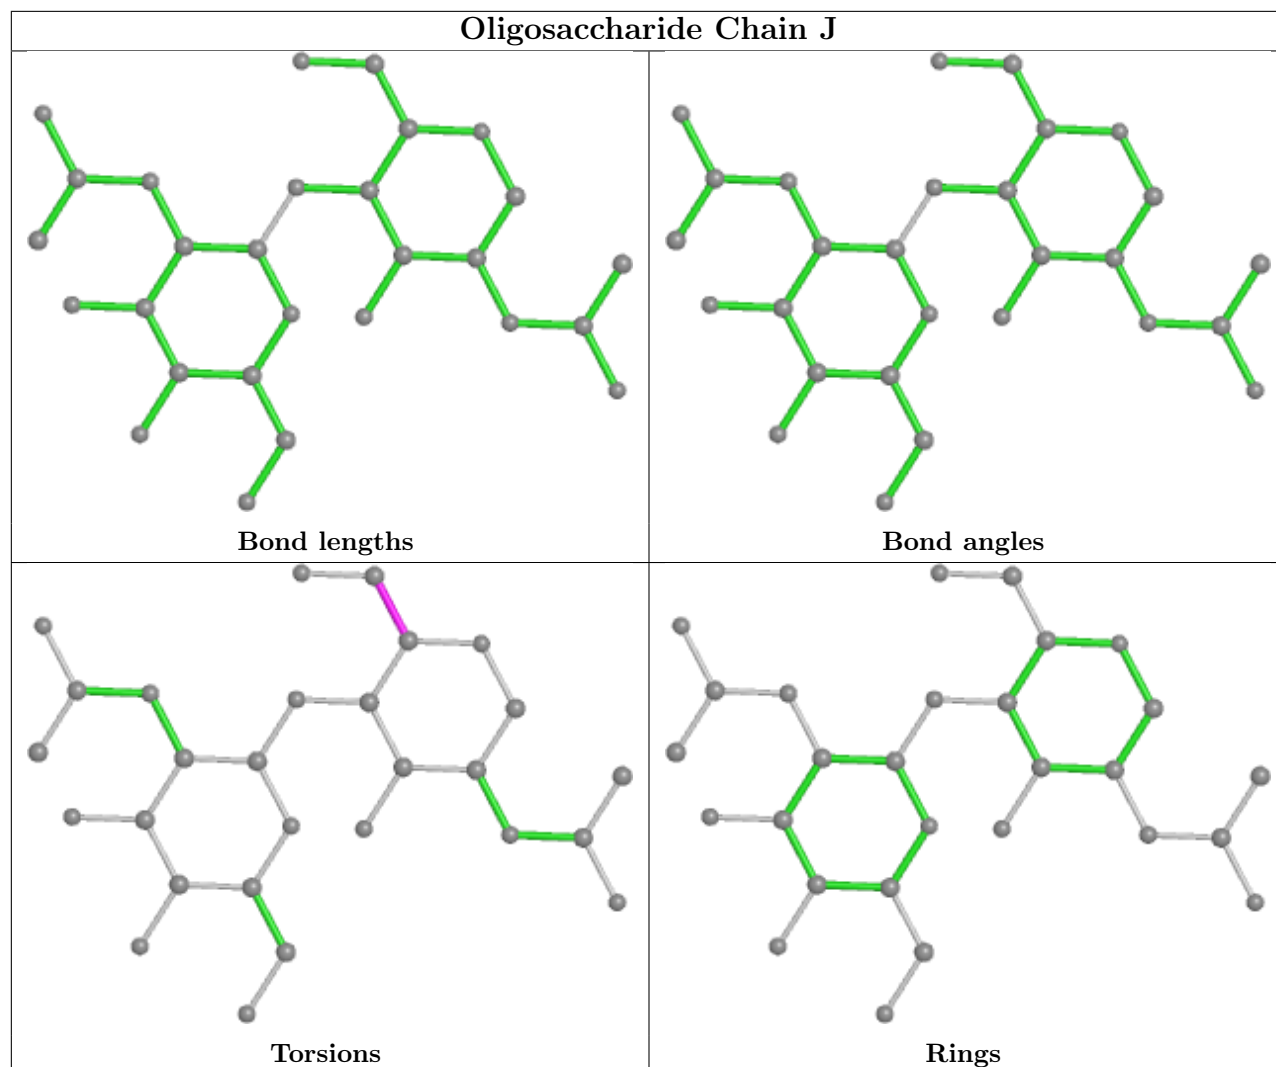 Oligosaccharide Chain J
Bond lengths
Bond angles
Torsions
Rings